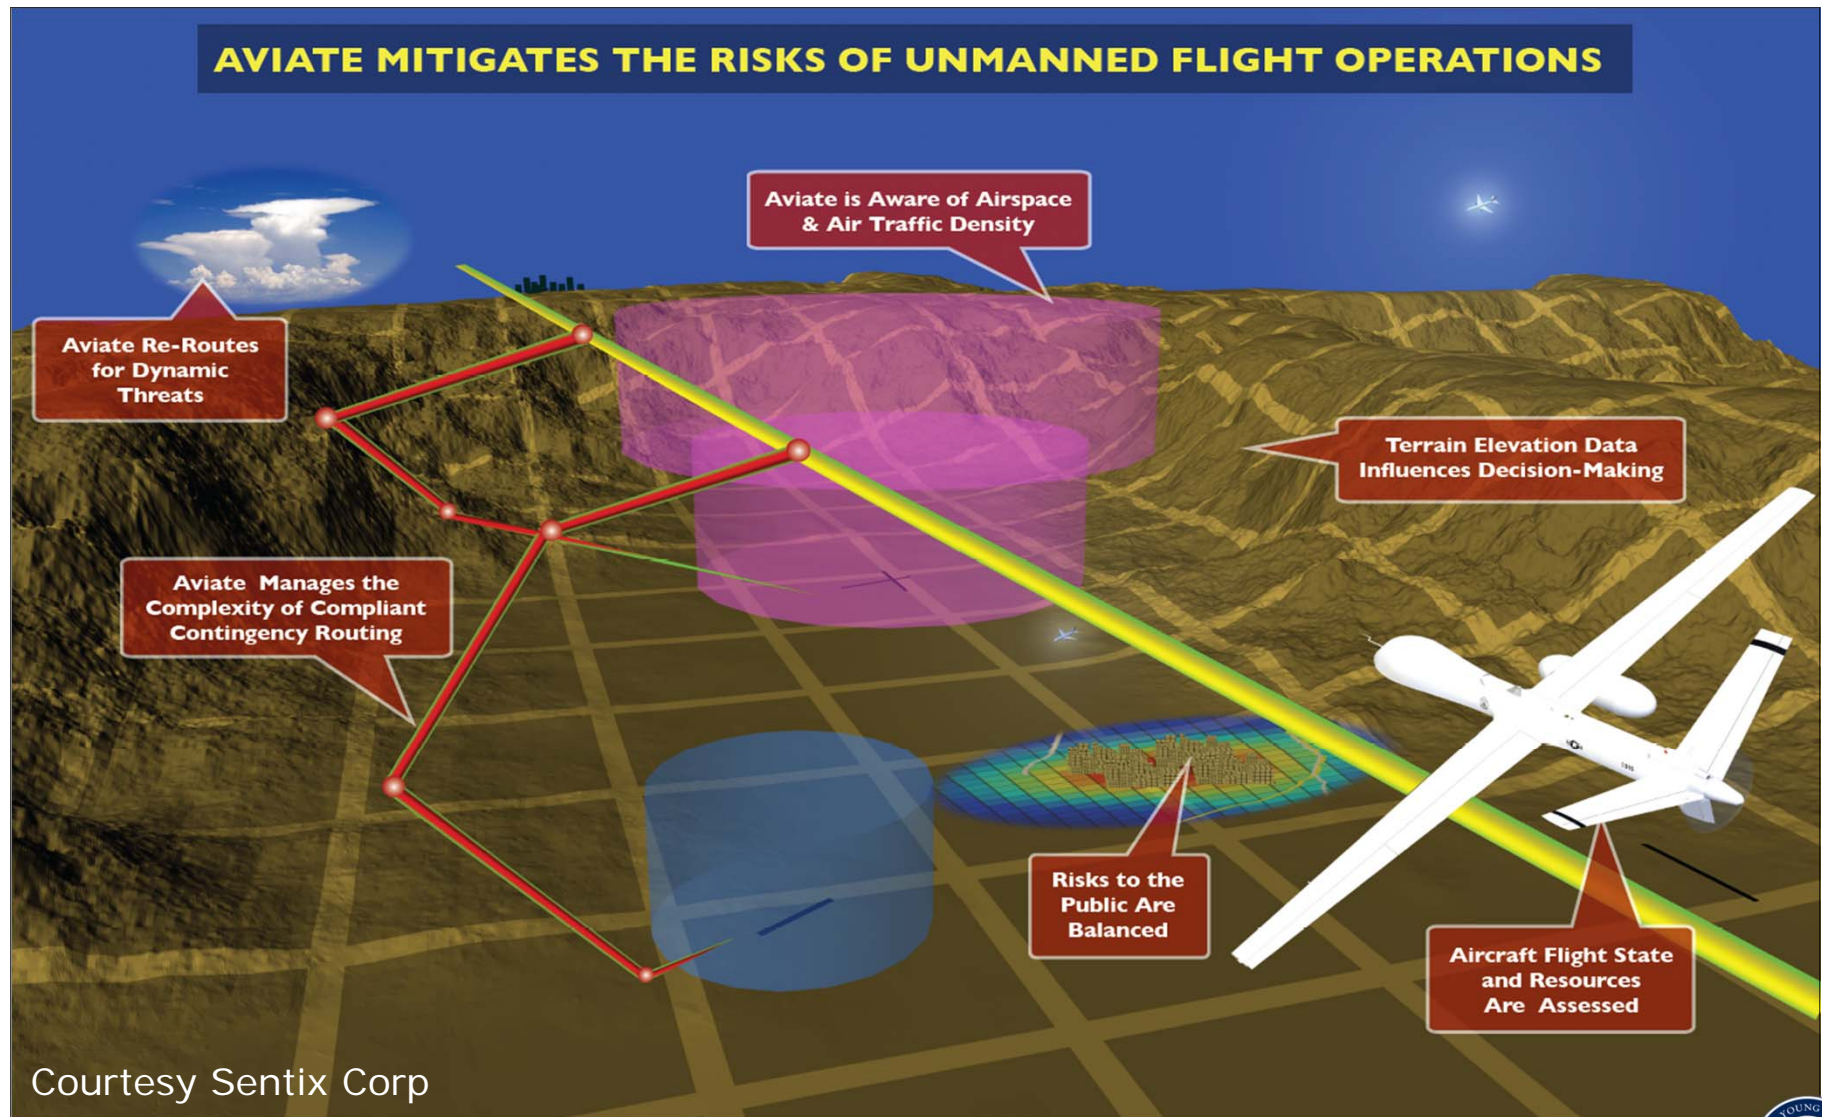 AVIATE MITIGATES THE RISKS OF UNMANNED FLIGHT OPERATIONS
Aviate is Aware of Airspace
& Air Traffic Density
Aviate Re-Routes
for Dynamic
Threats
Terrain Elevation Data
Influences Decision-Making
Aviate Manages the
Complexity of Compliant
Contingency Routing
Risks to the
Public Are
Balanced
Aircraft Flight State
and Resources
Are Assessed
Courtesy Sentix Corp
YOUNG